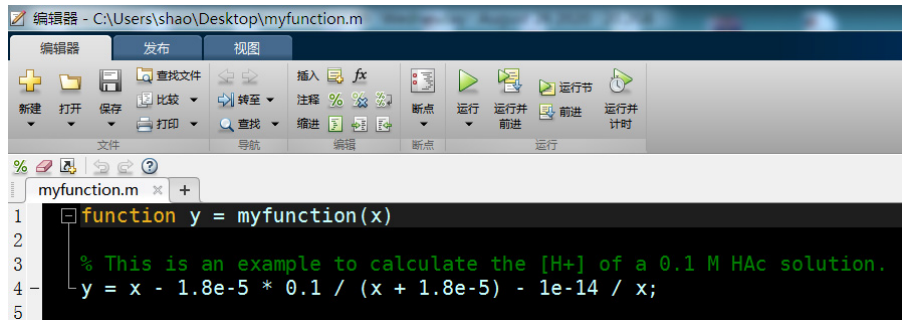 编辑器 - C:\Users\shao\Desktop\myfunction.m
编辑器 发布 视图
新建 打开 保存 查找文件 比较 打印
文件
转至 查找
导航
插入 fx
注释
缩进
编辑
断点
断点
运行 运行并前进 运行节 前进 运行并计时
运行
myfunction.m × +
1 function y = myfunction(x)
2
3 % This is an example to calculate the [H+] of a 0.1 M HAc solution.
4 – y = x - 1.8e-5 * 0.1 / (x + 1.8e-5) - 1e-14 / x;
5